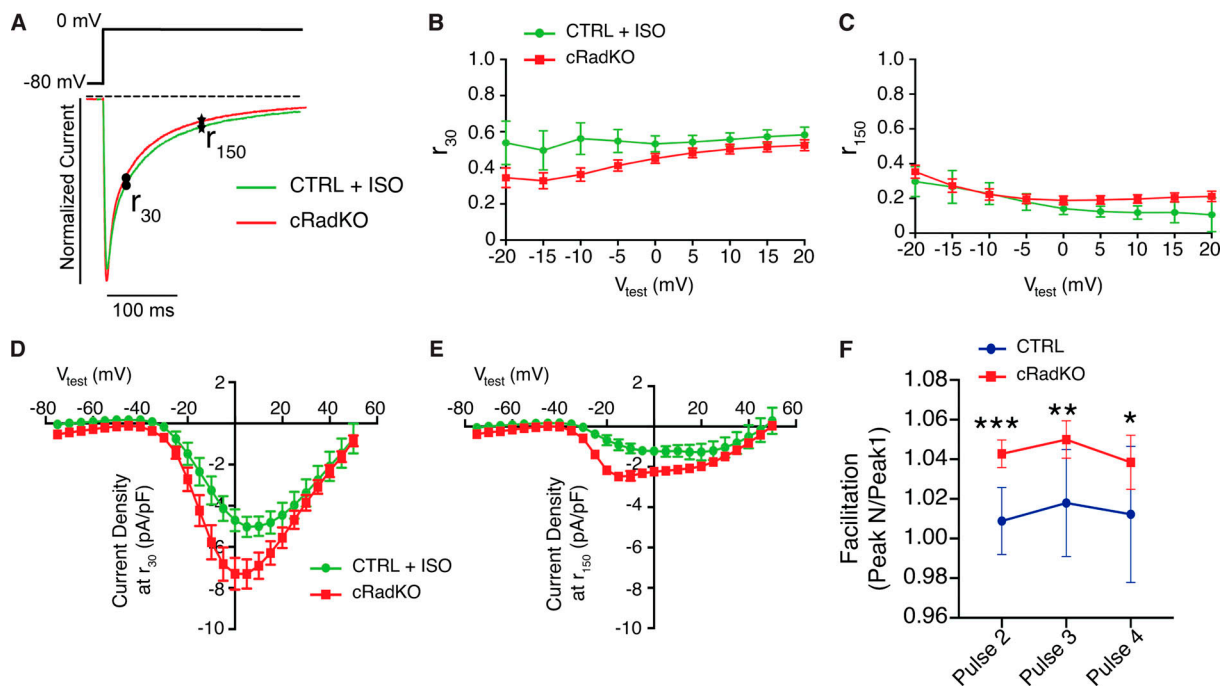 A
0 mV
-80 mV
Normalized Current
r150
r30
CTRL + ISO
cRadKO
100 ms
B
CTRL + ISO
cRadKO
r30
1.0
0.8
0.6
0.4
0.2
0
-20 -15 -10 -5 0 5 10 15 20
Vtest (mV)
C
r150
1.0
0.8
0.6
0.4
0.2
0
-20 -15 -10 -5 0 5 10 15 20
Vtest (mV)
D
Vtest (mV)
-80 -60 -40 -20 20 40 60
2
-2
-4
-6
-8
-10
Current Density
at r30 (pA/pF)
CTRL + ISO
cRadKO
E
Vtest (mV)
-80 -60 -40 -20 20 40 60
2
-2
-4
-6
-8
-10
Current Density
at r150 (pA/pF)
F
CTRL
cRadKO
Facilitation
(Peak N/Peak1)
1.08
1.06
1.04
1.02
1.00
0.98
0.96
*** ** *
Pulse 2
Pulse 3
Pulse 4